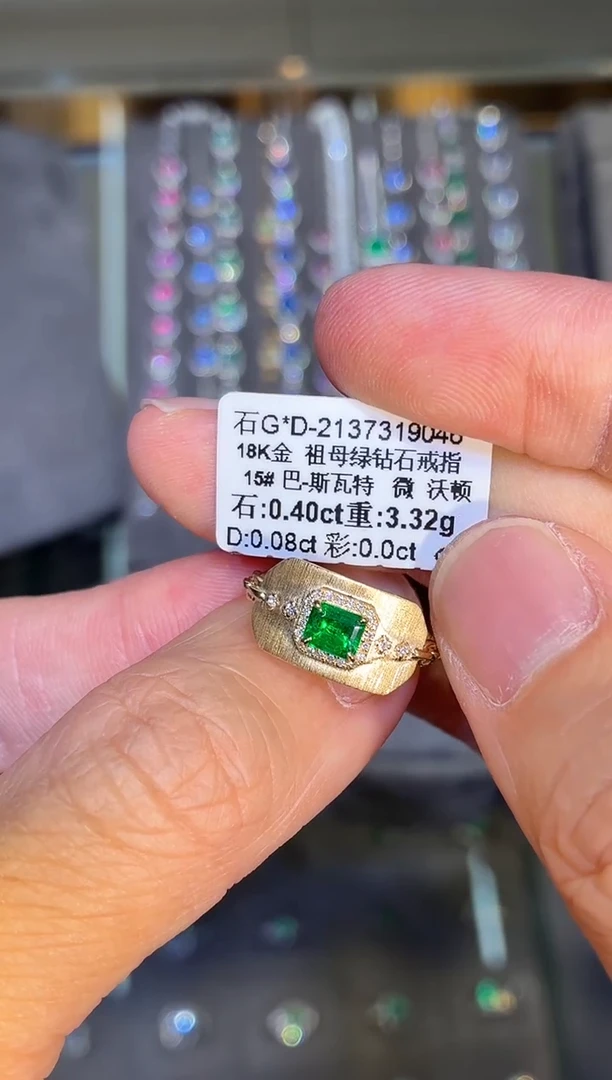 石G*D-2137319046
18K金 祖母绿钻石戒指
15# 巴-斯瓦特 微 沃顿
石:0.40ct重:3.32g
D:0.08ct 彩:0.0ct